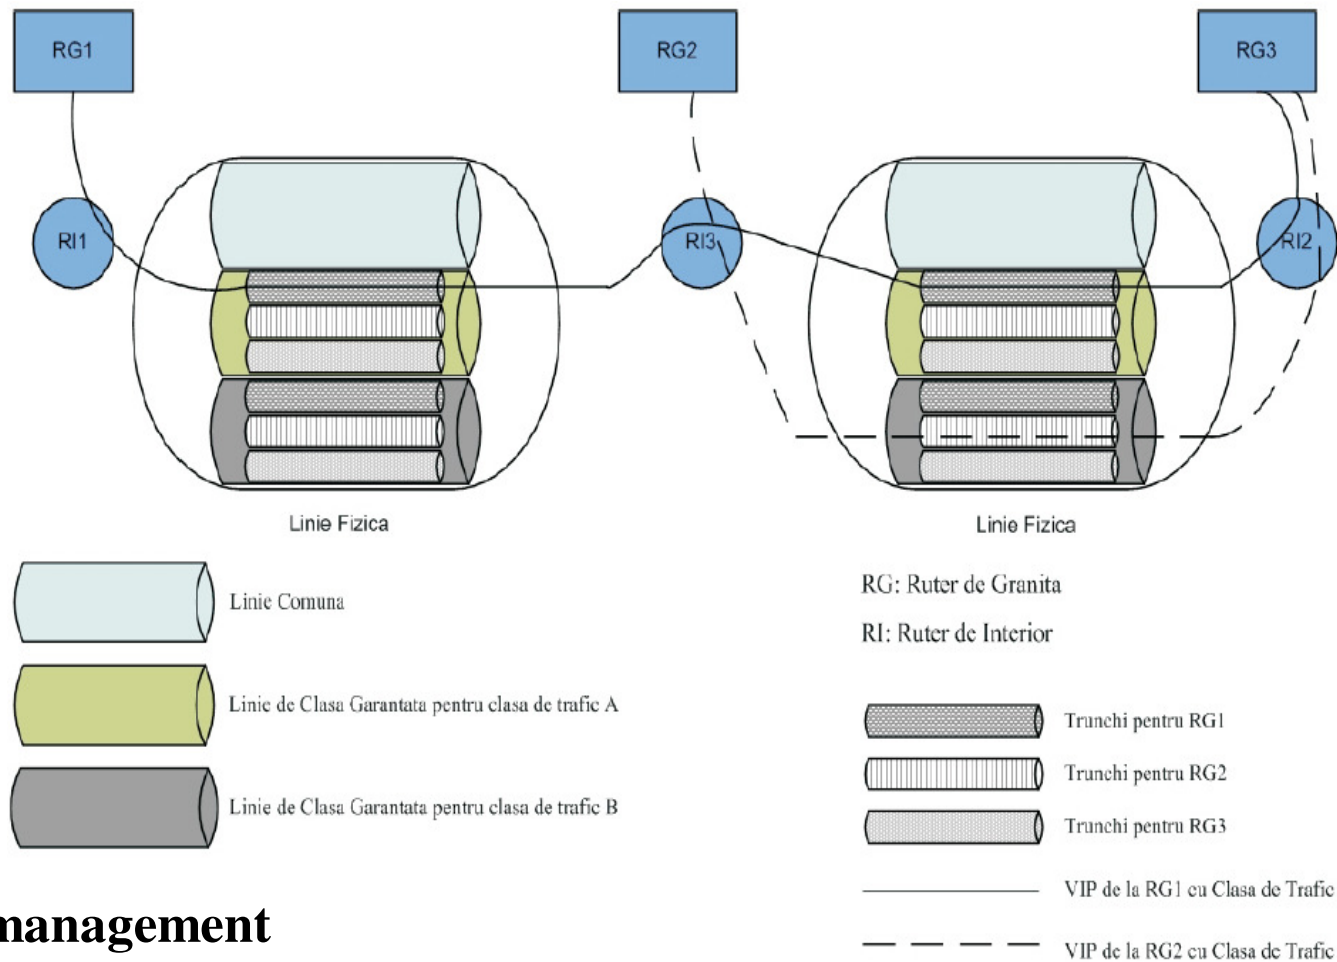 RG1
RG2
RG3
RI1
RI3
RI2
Linie Fizica
Linie Fizica
Linie Comuna
Linie de Clasa Garantata pentru clasa de trafic A
Linie de Clasa Garantata pentru clasa de trafic B
RG: Ruter de Granita
RI: Ruter de Interior
Trunchi pentru RG1
Trunchi pentru RG2
Trunchi pentru RG3
VIP de la RG1 cu Clasa de Trafic
VIP de la RG2 cu Clasa de Trafic
management